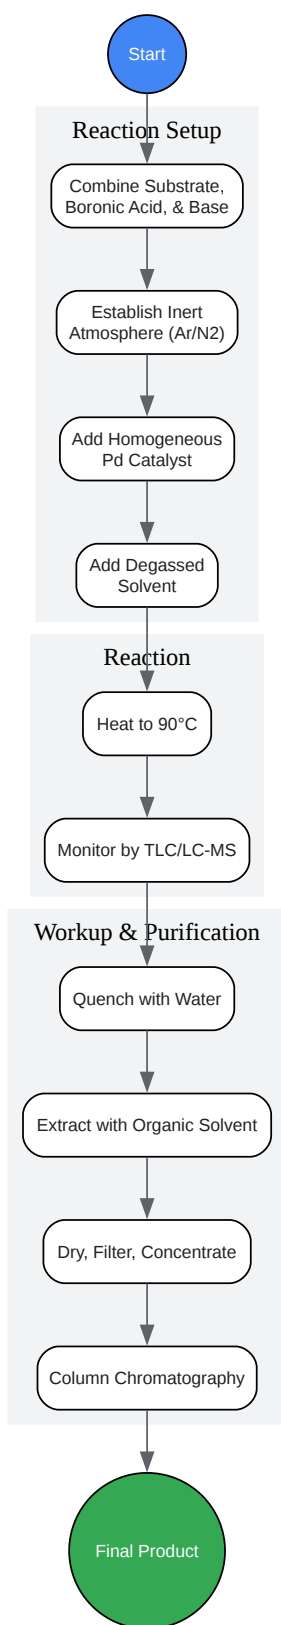 Start
Reaction Setup
Combine Substrate,
Boronic Acid, & Base
Establish Inert
Atmosphere (Ar/N2)
Add Homogeneous
Pd Catalyst
Add Degassed
Solvent
Reaction
Heat to 90°C
Monitor by TLC/LC-MS
Workup & Purification
Quench with Water
Extract with Organic Solvent
Dry, Filter, Concentrate
Column Chromatography
Final Product